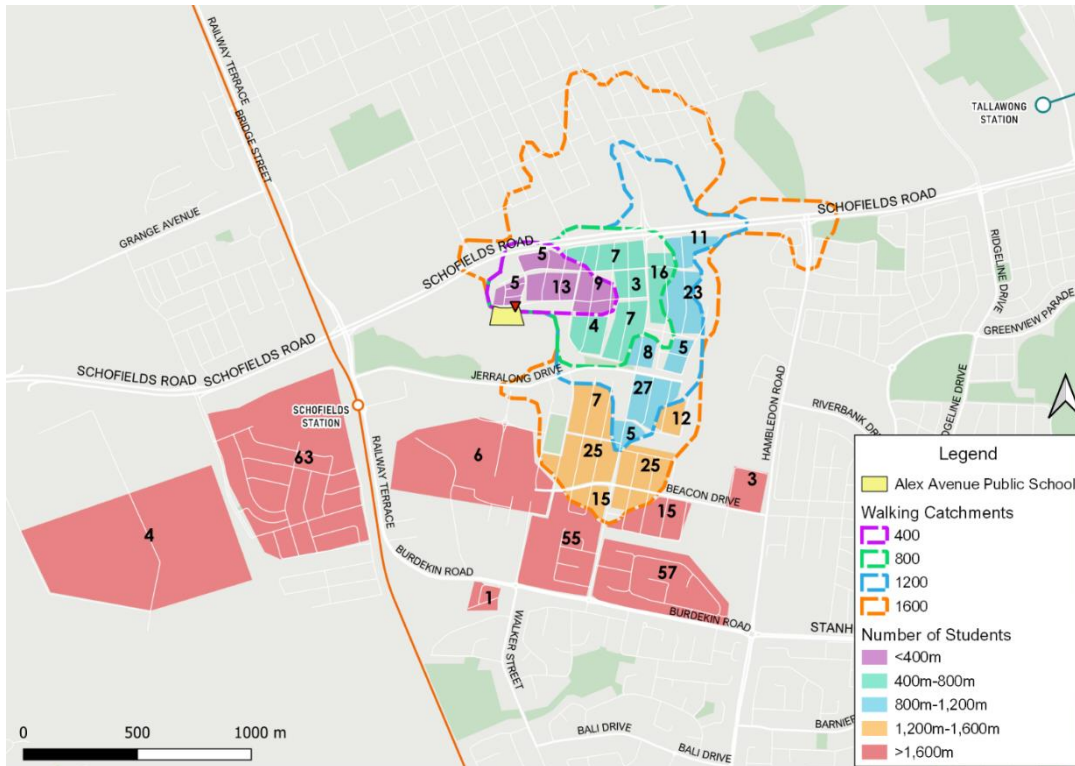 RAILWAY TERRACE
BRIDGE STREET
TALLAWONG
STATION
SCHOFIELDS ROAD
GRANGE AVENUE
SCHOFIELDS ROAD
11
5
7
16
RIDGELINE DRIVE
5
13
9
3
23
4
7
GREENVIEW PARADE
8
5
SCHOFIELDS ROAD
SCHOFIELDS ROAD
JERRALONG DRIVE
HAMBLEDON ROAD
27
7
12
RIVERBANK DR
DGELINE DRIVE
SCHOFIELDS
STATION
5
63
6
25
25
RAILWAY TERRACE
3
BEACON DRIVE
15
15
4
55
57
BURDEKIN ROAD
1
BURDEKIN ROAD
STANH
WALKER STREET
BALI DRIVE
BALI DRIVE
BARNIER
0 500 1000 m
Legend
Alex Avenue Public School
Walking Catchments
400
800
1200
1600
Number of Students
<400m
400m-800m
800m-1,200m
1,200m-1,600m
>1,600m